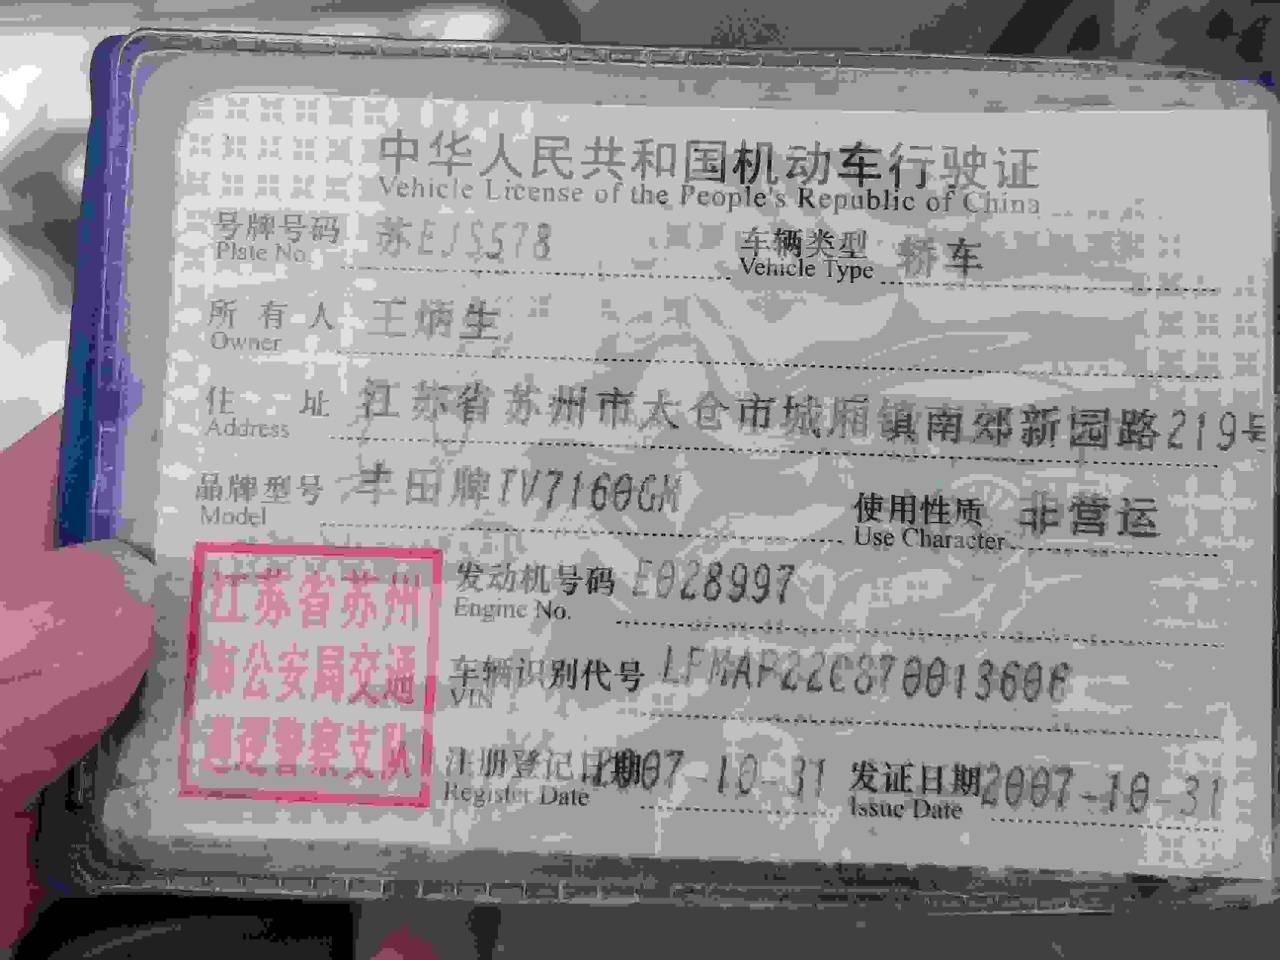 中华人民共和国机动车行驶证
Vehicle License of the People's Republic of China
号牌号码 苏EJS578 车辆类型 轿车
Plate No. Vehicle Type
所有人 王炳生
Owner
住址 江苏省苏州市太仓市城厢镇南郊新园路219号
Address
品牌型号 丰田牌TV7160GM 使用性质 非营运
Model Use Character
江苏省苏州
市公安局交通
巡逻警察支队
发动机号码 E028997
Engine No.
车辆识别代号 LFMAP22C870013606
VIN
注册登记日期 2007-10-31 发证日期 2007-10-31
Register Date Issue Date